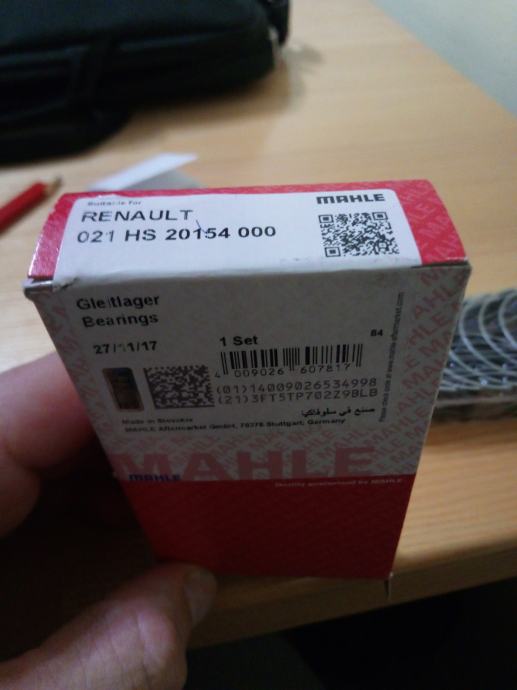 Suitable for
MAHLE
RENAULT
021 HS 20154 000
Gleitlager
Bearings
27/11/17
1 Set
84
4 009026 607817
(01)14009026534998
(21)3FT5TP702Z9BLB
Made in Slovakia
صنع في سلوفاكيا
MAHLE Aftermarket GmbH, 70376 Stuttgart, Germany
MAHLE
MAHLE
Quality guaranteed by MAHLE